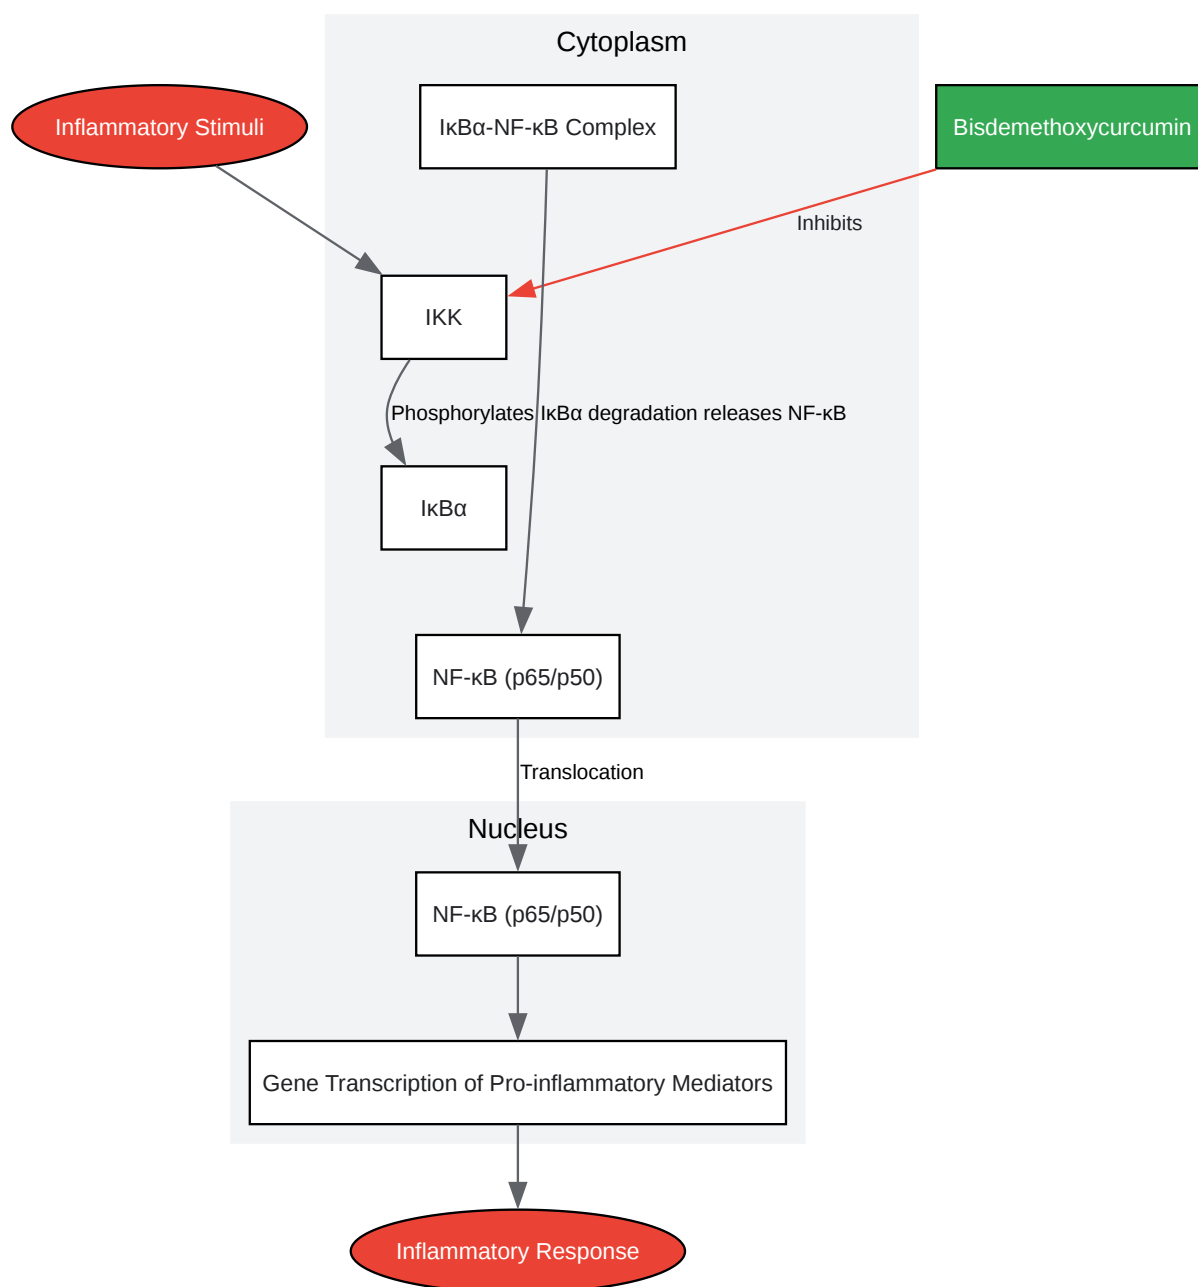 Cytoplasm
Inflammatory Stimuli
IκBα-NF-κB Complex
Bisdemethoxycurcumin
Inhibits
IKK
Phosphorylates
IκBα degradation releases NF-κB
IκBα
NF-κB (p65/p50)
Translocation
Nucleus
NF-κB (p65/p50)
Gene Transcription of Pro-inflammatory Mediators
Inflammatory Response